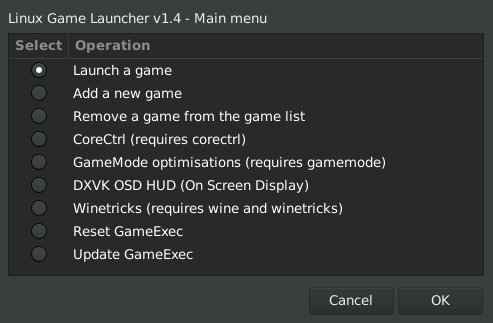 Linux Game Launcher v1.4 - Main menu
Select Operation
Launch a game
Add a new game
Remove a game from the game list
CoreCtrl (requires corectrl)
GameMode optimisations (requires gamemode)
DXVK OSD HUD (On Screen Display)
Winetricks (requires wine and winetricks)
Reset GameExec
Update GameExec
Cancel OK